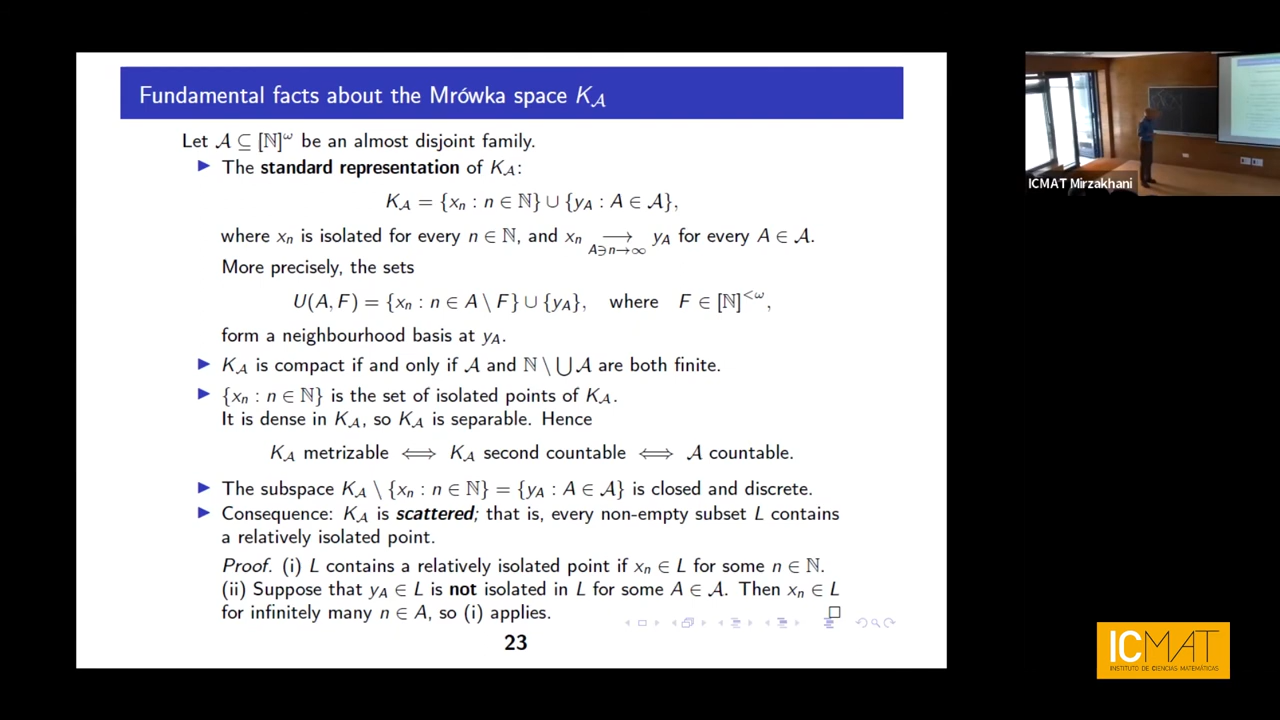 Fundamental facts about the Mrówka space K_𝒜
Let 𝒜 ⊆ [ℕ]^ω be an almost disjoint family.
▶ The standard representation of K_𝒜:
K_𝒜 = {x_n : n ∈ ℕ} ∪ {y_A : A ∈ 𝒜},
where x_n is isolated for every n ∈ ℕ, and x_n ⟶_{A∋n→∞} y_A for every A ∈ 𝒜.
More precisely, the sets
U(A, F) = {x_n : n ∈ A \ F} ∪ {y_A}, where F ∈ [ℕ]^{<ω},
form a neighbourhood basis at y_A.
▶ K_𝒜 is compact if and only if 𝒜 and ℕ \ ⋃ 𝒜 are both finite.
▶ {x_n : n ∈ ℕ} is the set of isolated points of K_𝒜.
It is dense in K_𝒜, so K_𝒜 is separable. Hence
K_𝒜 metrizable ⟺ K_𝒜 second countable ⟺ 𝒜 countable.
▶ The subspace K_𝒜 \ {x_n : n ∈ ℕ} = {y_A : A ∈ 𝒜} is closed and discrete.
▶ Consequence: K_𝒜 is scattered; that is, every non-empty subset L contains
a relatively isolated point.
Proof. (i) L contains a relatively isolated point if x_n ∈ L for some n ∈ ℕ.
(ii) Suppose that y_A ∈ L is not isolated in L for some A ∈ 𝒜. Then x_n ∈ L
for infinitely many n ∈ A, so (i) applies. □
23
ICMAT Mirzakhani
ICMAT
INSTITUTO DE CIENCIAS MATEMÁTICAS